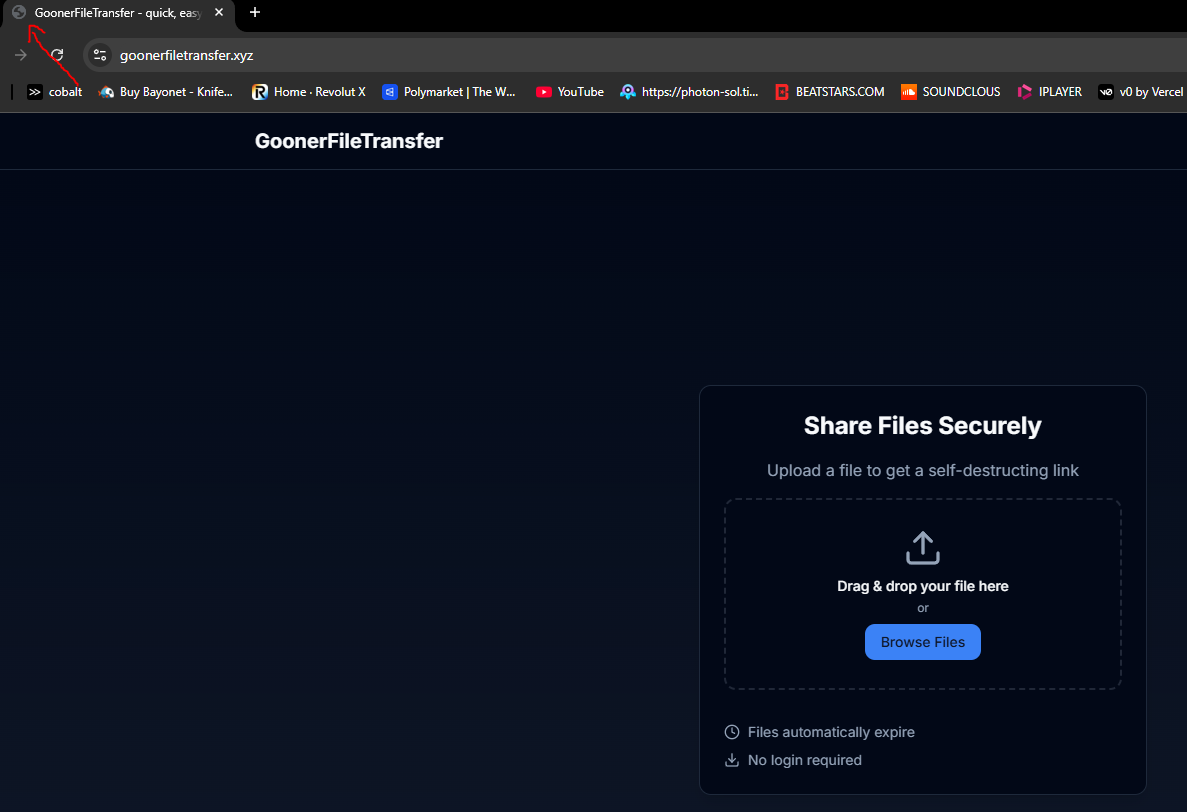 GoonerFileTransfer - quick, easy
goonerfiletransfer.xyz
cobalt Buy Bayonet - Knife... Home · Revolut X Polymarket | The W... YouTube https://photon-sol.ti... BEATSTARS.COM SOUNDCLOUS IPLAYER v0 by Vercel
GoonerFileTransfer
Share Files Securely
Upload a file to get a self-destructing link
Drag & drop your file here
or
Browse Files
Files automatically expire
No login required